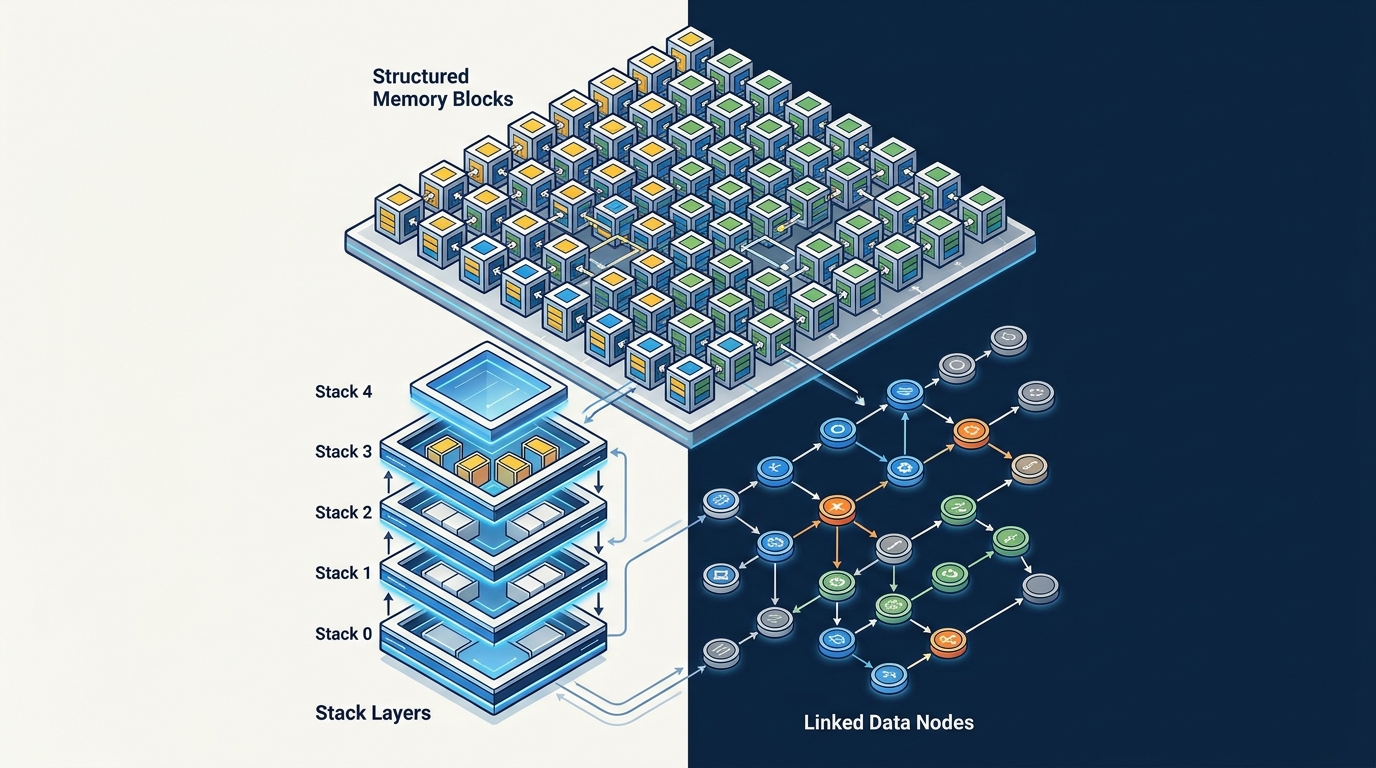 Structured
Memory Blocks
Stack 4
Stack 3
Stack 2
Stack 1
Stack 0
Stack Layers
Linked Data Nodes